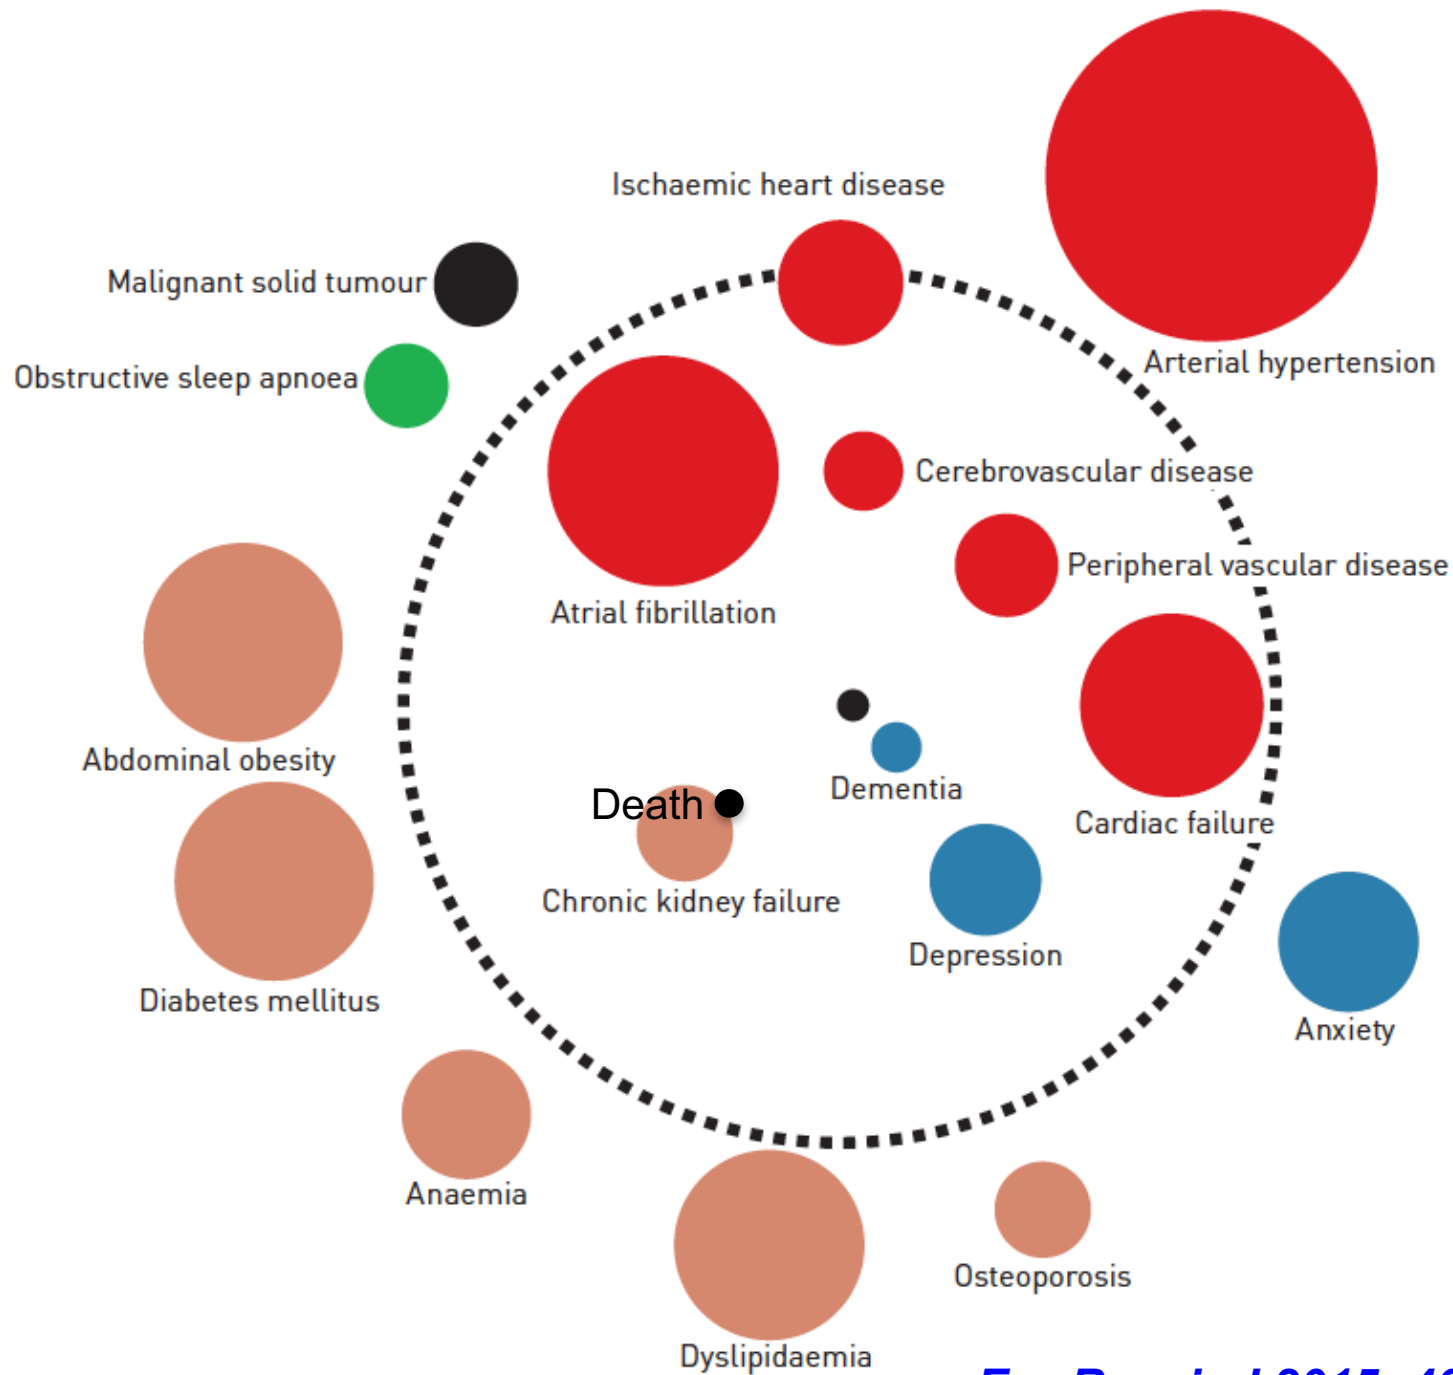 Ischaemic heart disease
Malignant solid tumour
Arterial hypertension
Obstructive sleep apnoea
Cerebrovascular disease
Peripheral vascular disease
Atrial fibrillation
Abdominal obesity
Dementia
Death
Cardiac failure
Chronic kidney failure
Depression
Diabetes mellitus
Anxiety
Anaemia
Osteoporosis
Dyslipidaemia